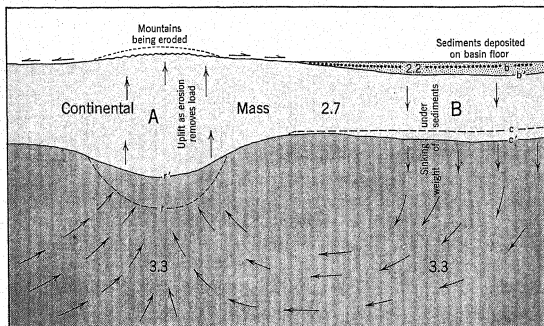 Mountains
being eroded
Sediments deposited
on basin floor
2.2
b
b'
Continental
A
Uplift as erosion
removes load
Mass
2.7
Sinking under
weight of sediments
B
c
c'
r'
r
3.3
3.3